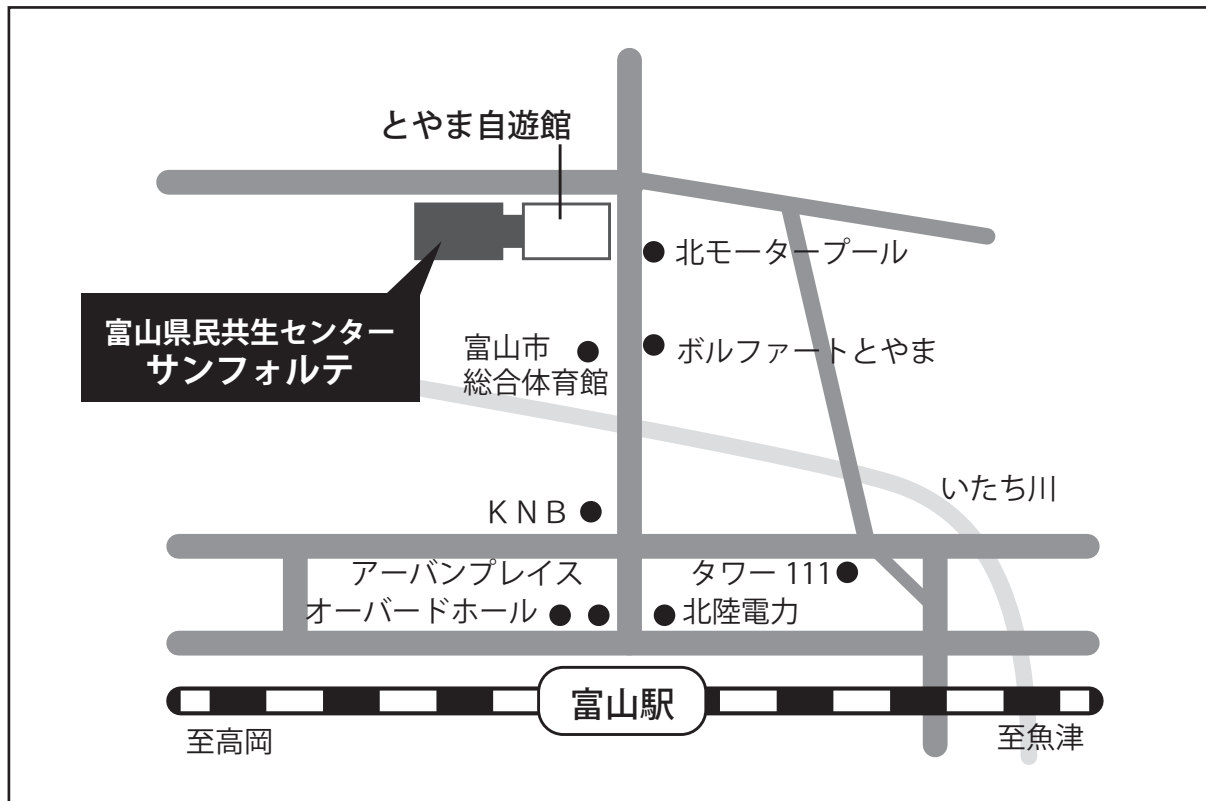 とやま自遊館
北モータープール
富山県民共生センター
サンフォルテ
富山市
総合体育館
ボルファートとやま
いたち川
ＫＮＢ
アーバンプレイス
タワー 111
オーバードホール
北陸電力
富山駅
至高岡
至魚津